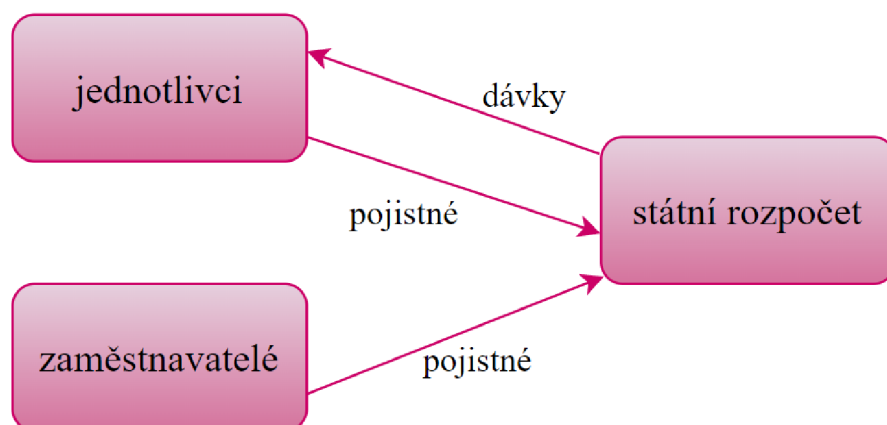 jednotlivci
dávky
pojistné
státní rozpočet
zaměstnavatelé
pojistné